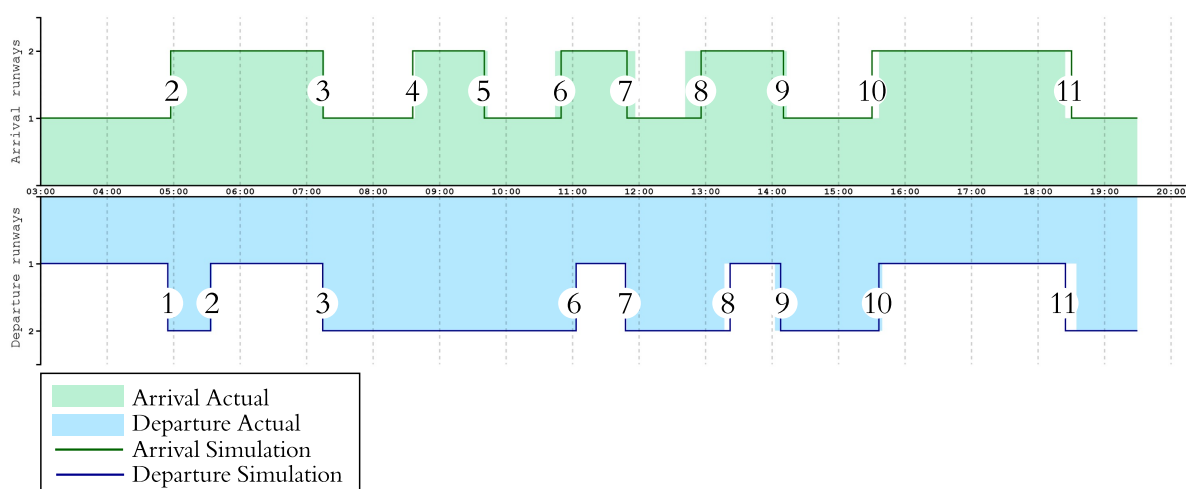 Arrival runways
2
1
2 3 4 5 6 7 8 9 10 11
03:00 04:00 05:00 06:00 07:00 08:00 09:00 10:00 11:00 12:00 13:00 14:00 15:00 16:00 17:00 18:00 19:00 20:00
Departure runways
1
2
1 2 3 6 7 8 9 10 11
Arrival Actual
Departure Actual
Arrival Simulation
Departure Simulation